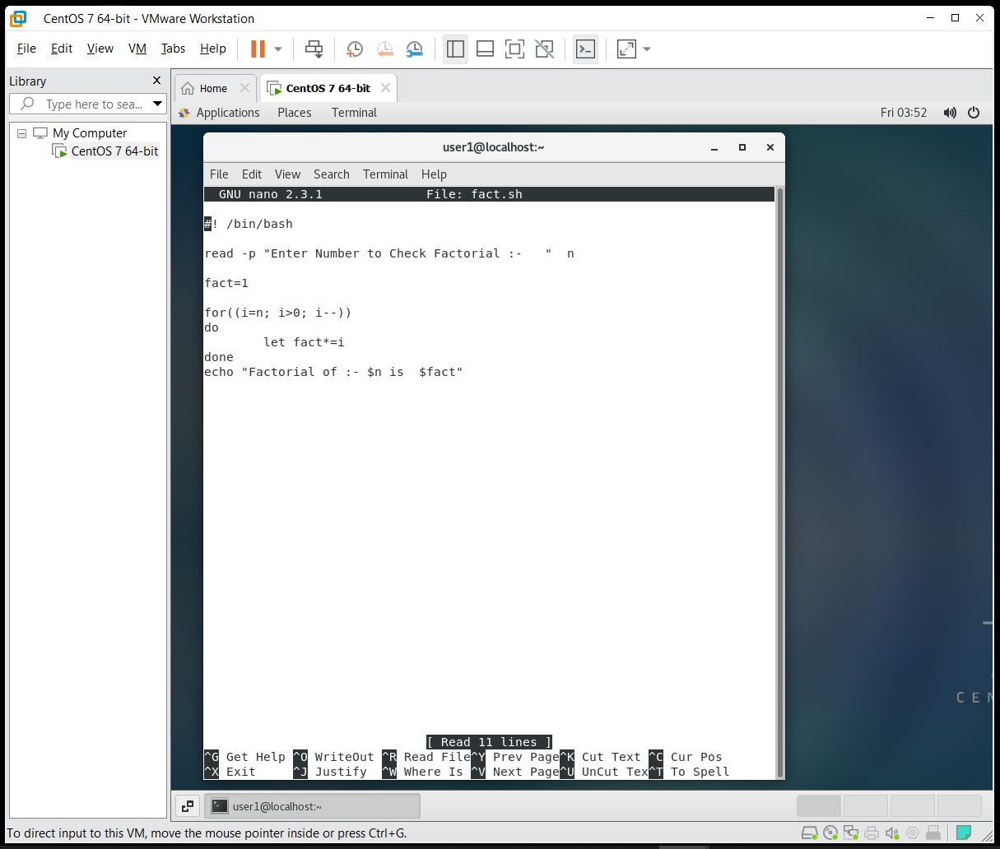 CentOS 7 64-bit - VMware Workstation
File Edit View VM Tabs Help
Library
Type here to sea...
My Computer
CentOS 7 64-bit
Home
CentOS 7 64-bit
Applications Places Terminal Fri 03:52
user1@localhost:~
File Edit View Search Terminal Help
GNU nano 2.3.1 File: fact.sh
#! /bin/bash
read -p "Enter Number to Check Factorial :-   "  n
fact=1
for((i=n; i>0; i--))
do
        let fact*=i
done
echo "Factorial of :- $n is  $fact"
[ Read 11 lines ]
^G Get Help ^O WriteOut ^R Read File^Y Prev Page^K Cut Text ^C Cur Pos
^X Exit ^J Justify ^W Where Is ^V Next Page^U UnCut Tex^T To Spell
CEN
user1@localhost:~
To direct input to this VM, move the mouse pointer inside or press Ctrl+G.